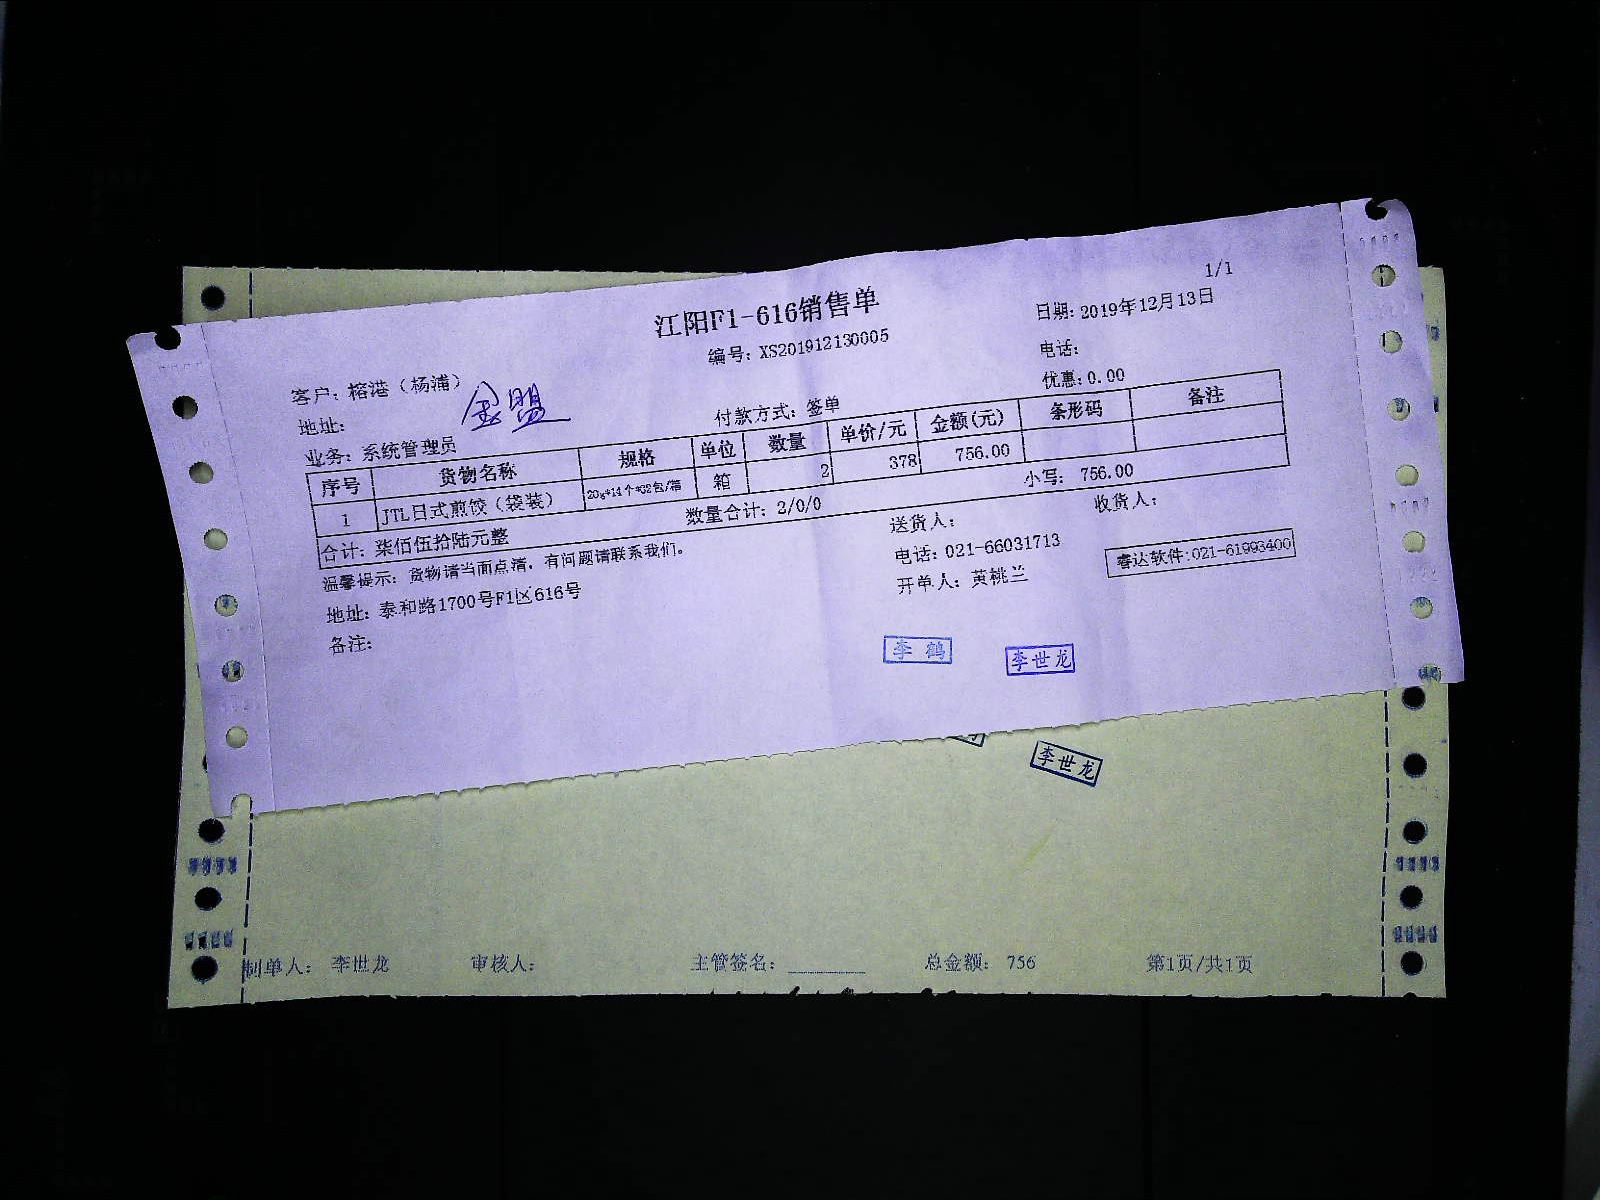 1/1
江阳F1-616销售单
编号: XS201912130005
日期: 2019年12月13日
电话:
客户: 榕港（杨浦）
金盟
地址:
付款方式: 签单
优惠: 0.00
业务: 系统管理员
序号 货物名称 规格 单位 数量 单价/元 金额(元) 条形码 备注
1 JTL日式煎饺（袋装） 20g*14个*62包/箱 箱 2 378 756.00
合计: 柒佰伍拾陆元整 数量合计: 2/0/0 小写: 756.00
温馨提示: 货物请当面点清，有问题请联系我们。
送货人: 收货人:
地址: 泰和路1700号F1区616号
电话: 021-66031713
睿达软件:021-61993400
备注:
开单人: 黄桃兰
李鹤
李世龙
李世龙
制单人: 李世龙 审核人: 主管签名: 总金额: 756 第1页/共1页